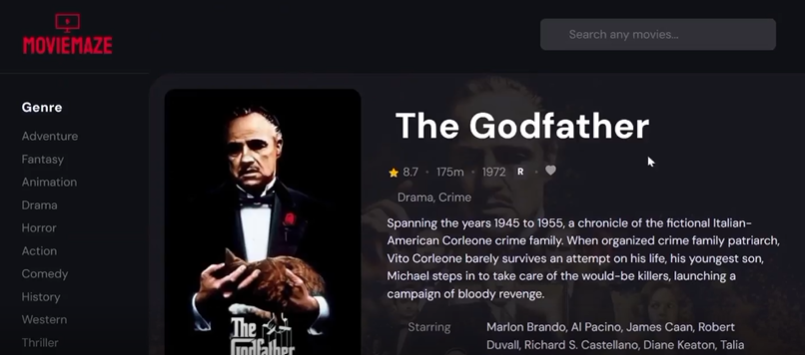 MOVIEMAZE
Search any movies...
Genre
Adventure
Fantasy
Animation
Drama
Horror
Action
Comedy
History
Western
Thriller
The Godfather
8.7 · 175m · 1972 R ·
Drama, Crime
Spanning the years 1945 to 1955, a chronicle of the fictional Italian-
American Corleone crime family. When organized crime family patriarch,
Vito Corleone barely survives an attempt on his life, his youngest son,
Michael steps in to take care of the would-be killers, launching a
campaign of bloody revenge.
Starring
Marlon Brando, Al Pacino, James Caan, Robert
Duvall, Richard S. Castellano, Diane Keaton, Talia
The
Godfather